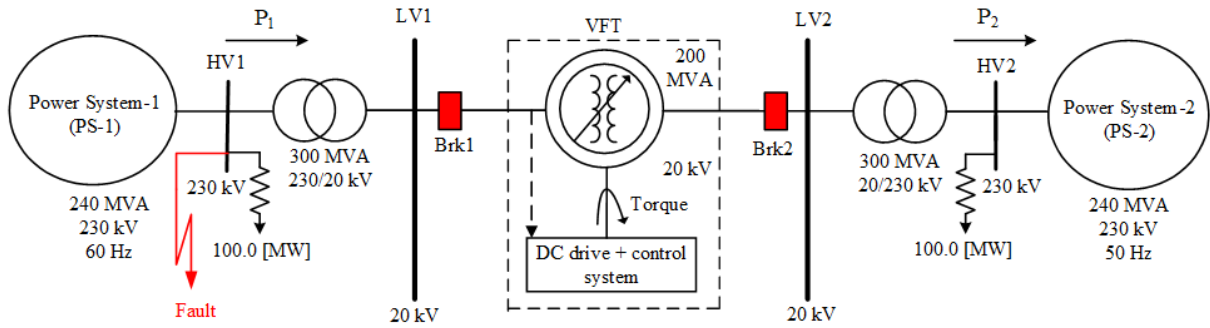 P1
HV1
LV1
VFT
LV2
P2
HV2
Power System-1
(PS-1)
200
MVA
Power System-2
(PS-2)
Brk1
Brk2
300 MVA
230/20 kV
20 kV
300 MVA
20/230 kV
230 kV
230 kV
240 MVA
230 kV
60 Hz
Torque
240 MVA
230 kV
50 Hz
100.0 [MW]
DC drive + control
system
100.0 [MW]
Fault
20 kV
20 kV